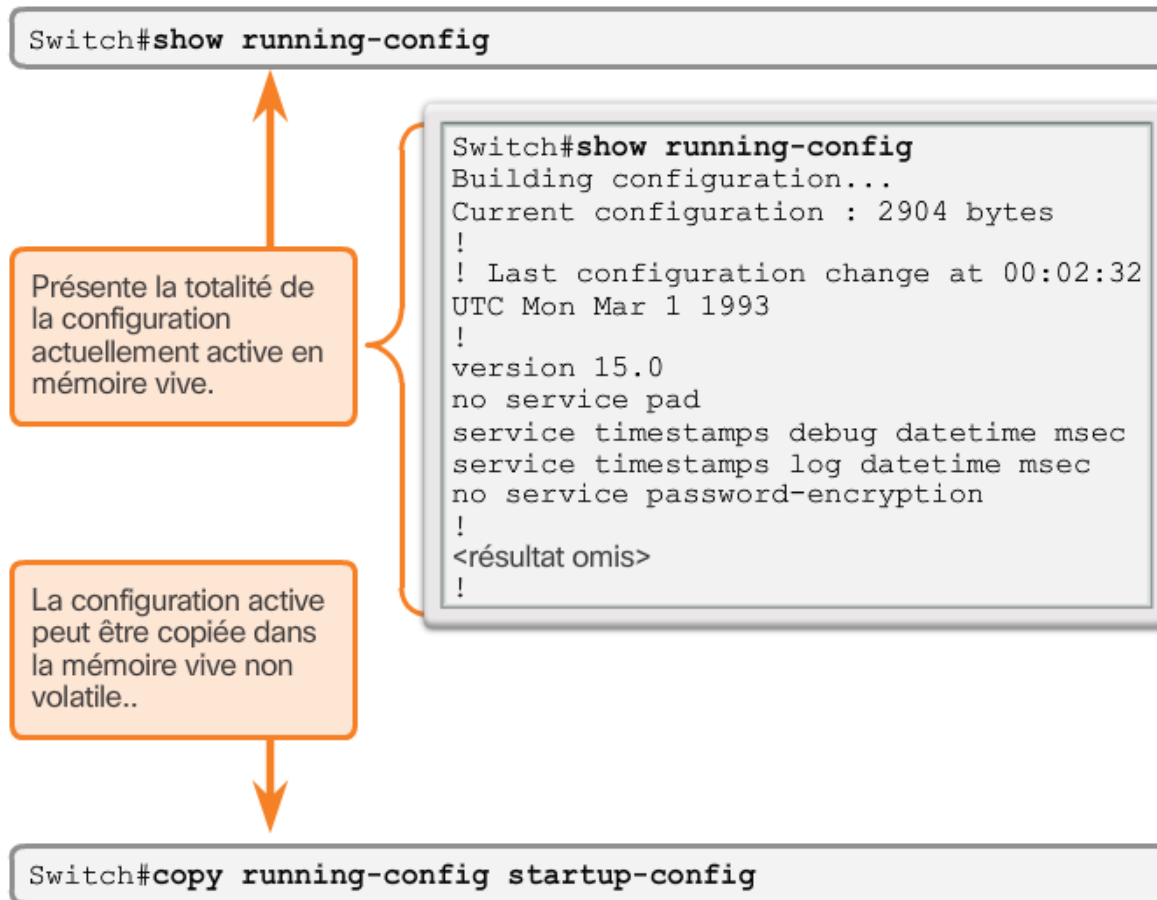 Switch#show running-config
Switch#show running-config
Building configuration...
Current configuration : 2904 bytes
!
! Last configuration change at 00:02:32
UTC Mon Mar 1 1993
!
version 15.0
no service pad
service timestamps debug datetime msec
service timestamps log datetime msec
no service password-encryption
!
<résultat omis>
!
Présente la totalité de
la configuration
actuellement active en
mémoire vive.
La configuration active
peut être copiée dans
la mémoire vive non
volatile..
Switch#copy running-config startup-config